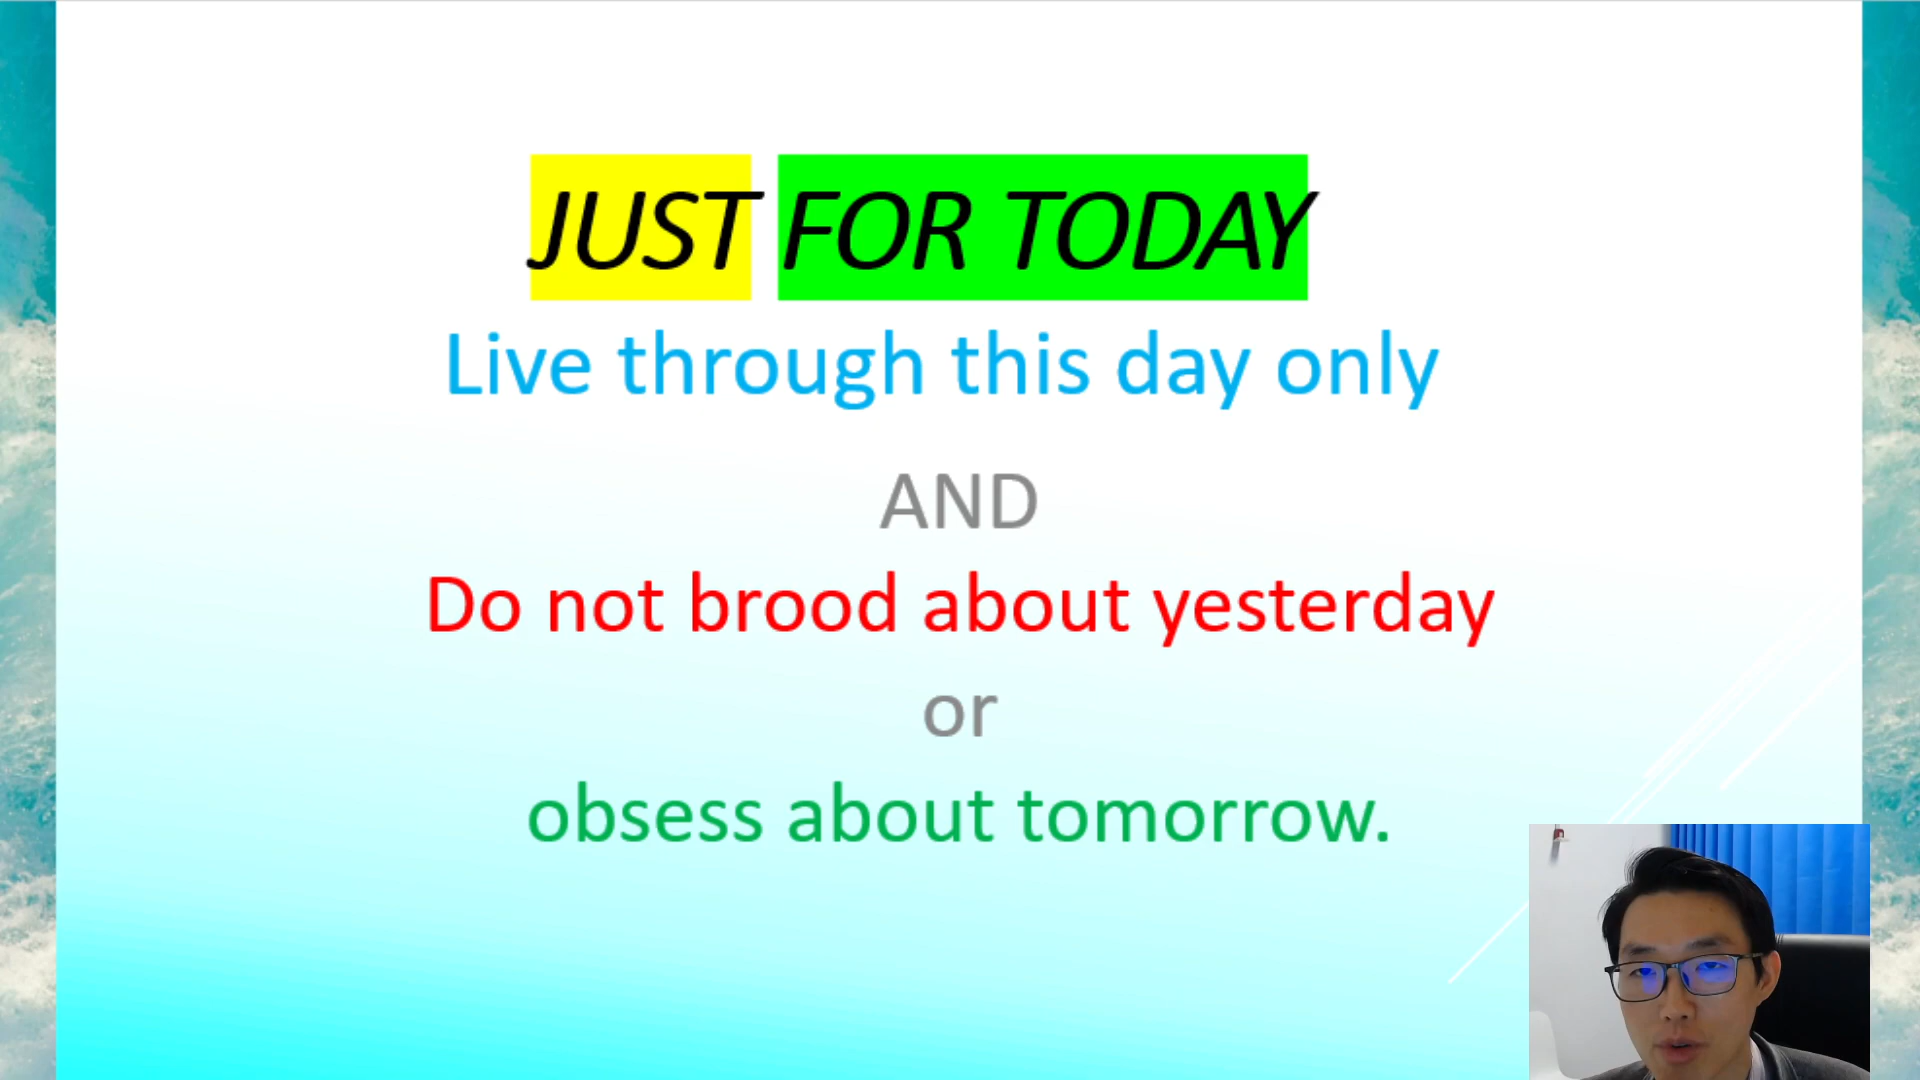 JUST FOR TODAY
Live through this day only
AND
Do not brood about yesterday
or
obsess about tomorrow.